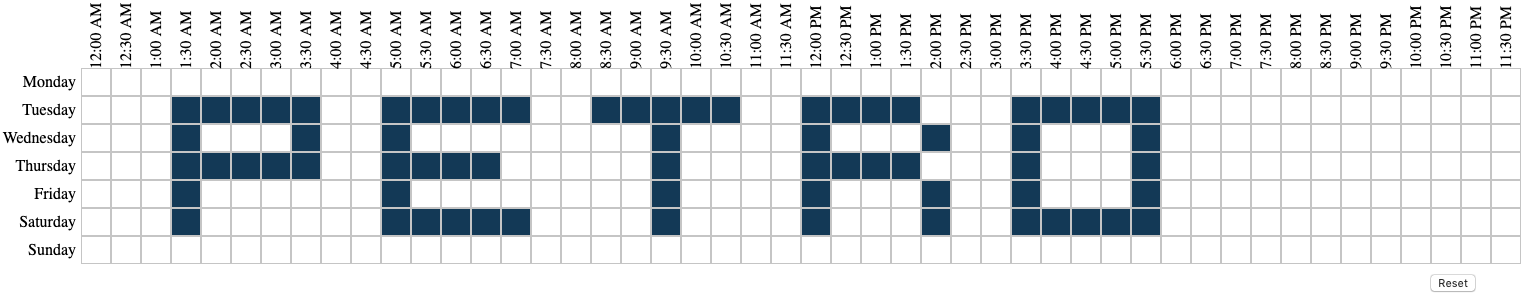 12:00 AM 12:30 AM 1:00 AM 1:30 AM 2:00 AM 2:30 AM 3:00 AM 3:30 AM 4:00 AM 4:30 AM 5:00 AM 5:30 AM 6:00 AM 6:30 AM 7:00 AM 7:30 AM 8:00 AM 8:30 AM 9:00 AM 9:30 AM 10:00 AM 10:30 AM 11:00 AM 11:30 AM 12:00 PM 12:30 PM 1:00 PM 1:30 PM 2:00 PM 2:30 PM 3:00 PM 3:30 PM 4:00 PM 4:30 PM 5:00 PM 5:30 PM 6:00 PM 6:30 PM 7:00 PM 7:30 PM 8:00 PM 8:30 PM 9:00 PM 9:30 PM 10:00 PM 10:30 PM 11:00 PM 11:30 PM
Monday
Tuesday
Wednesday
Thursday
Friday
Saturday
Sunday
PETRO
Reset